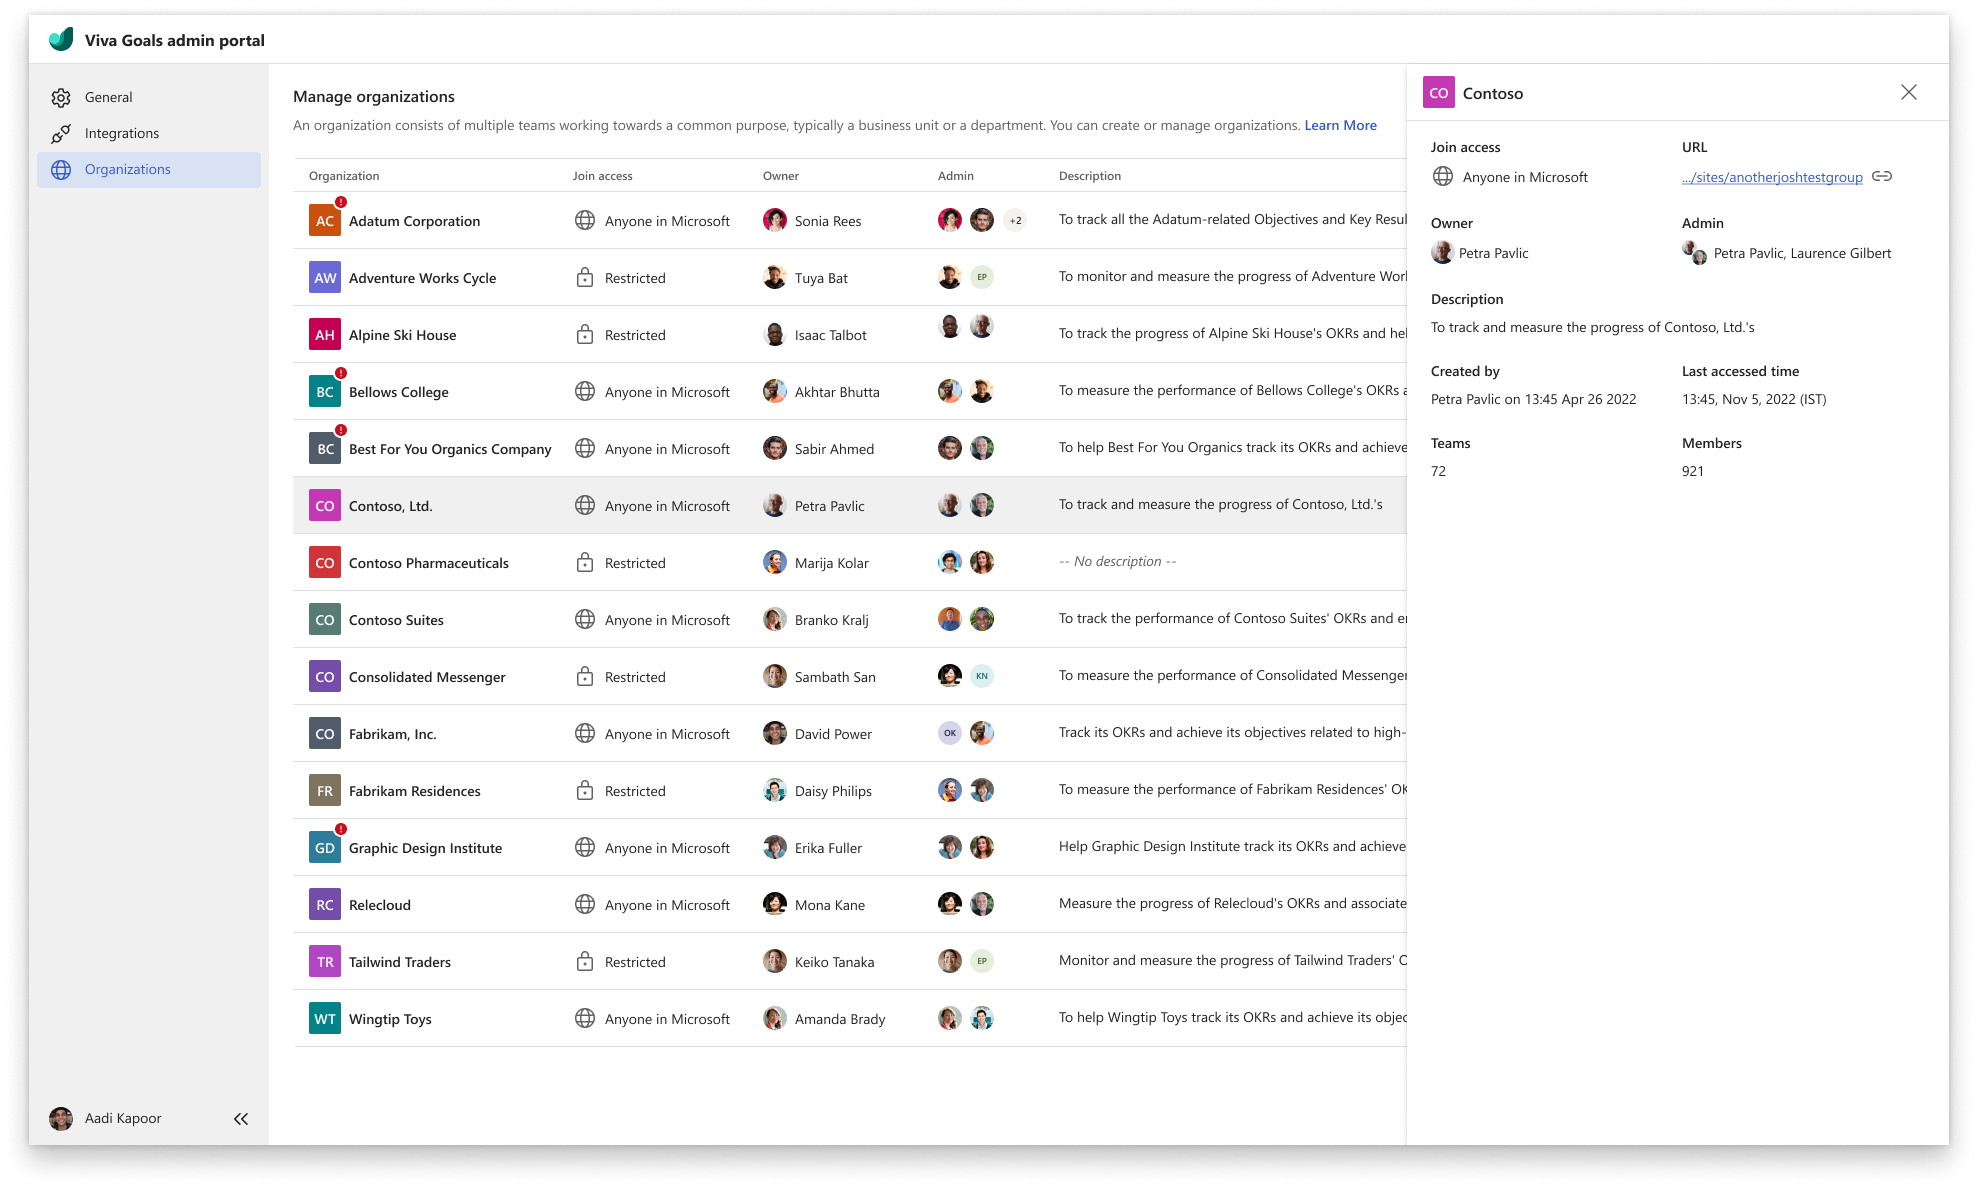 Viva Goals admin portal
General
Integrations
Organizations
Aadi Kapoor
Manage organizations
An organization consists of multiple teams working towards a common purpose, typically a business unit or a department. You can create or manage organizations. Learn More
Organization Join access Owner Admin Description
AC ! Adatum Corporation Anyone in Microsoft Sonia Rees +2 To track all the Adatum-related Objectives and Key Resul
AW Adventure Works Cycle Restricted Tuya Bat EP To monitor and measure the progress of Adventure Worl
AH Alpine Ski House Restricted Isaac Talbot To track the progress of Alpine Ski House's OKRs and hel
BC ! Bellows College Anyone in Microsoft Akhtar Bhutta To measure the performance of Bellows College's OKRs a
BC ! Best For You Organics Company Anyone in Microsoft Sabir Ahmed To help Best For You Organics track its OKRs and achieve
CO Contoso, Ltd. Anyone in Microsoft Petra Pavlic To track and measure the progress of Contoso, Ltd.'s
CO Contoso Pharmaceuticals Restricted Marija Kolar -- No description --
CO Contoso Suites Anyone in Microsoft Branko Kralj To track the performance of Contoso Suites' OKRs and e
CO Consolidated Messenger Restricted Sambath San KN To measure the performance of Consolidated Messenger
CO Fabrikam, Inc. Anyone in Microsoft David Power OK Track its OKRs and achieve its objectives related to high-
FR Fabrikam Residences Restricted Daisy Philips To measure the performance of Fabrikam Residences' OK
GD ! Graphic Design Institute Anyone in Microsoft Erika Fuller Help Graphic Design Institute track its OKRs and achieve
RC Relecloud Anyone in Microsoft Mona Kane Measure the progress of Relecloud's OKRs and associate
TR Tailwind Traders Restricted Keiko Tanaka EP Monitor and measure the progress of Tailwind Traders' O
WT Wingtip Toys Anyone in Microsoft Amanda Brady To help Wingtip Toys track its OKRs and achieve its objec
CO Contoso
Join access URL
Anyone in Microsoft .../sites/anotherjoshtestgroup
Owner Admin
Petra Pavlic Petra Pavlic, Laurence Gilbert
Description
To track and measure the progress of Contoso, Ltd.'s
Created by Last accessed time
Petra Pavlic on 13:45 Apr 26 2022 13:45, Nov 5, 2022 (IST)
Teams Members
72 921